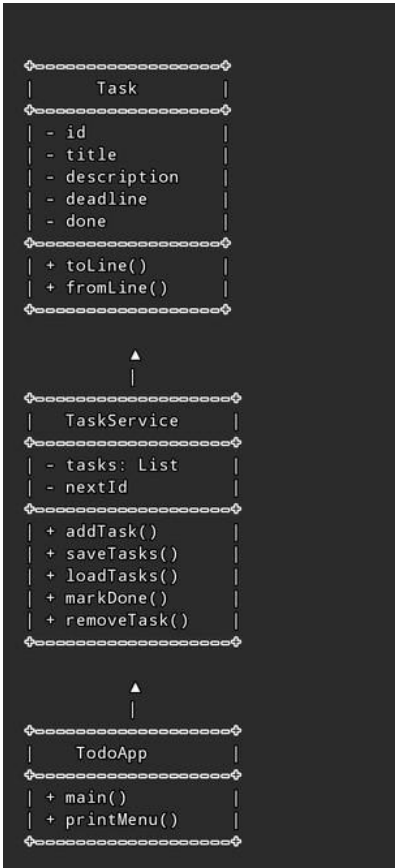 Task
- id
- title
- description
- deadline
- done
+ toLine()
+ fromLine()
TaskService
- tasks: List
- nextId
+ addTask()
+ saveTasks()
+ loadTasks()
+ markDone()
+ removeTask()
TodoApp
+ main()
+ printMenu()